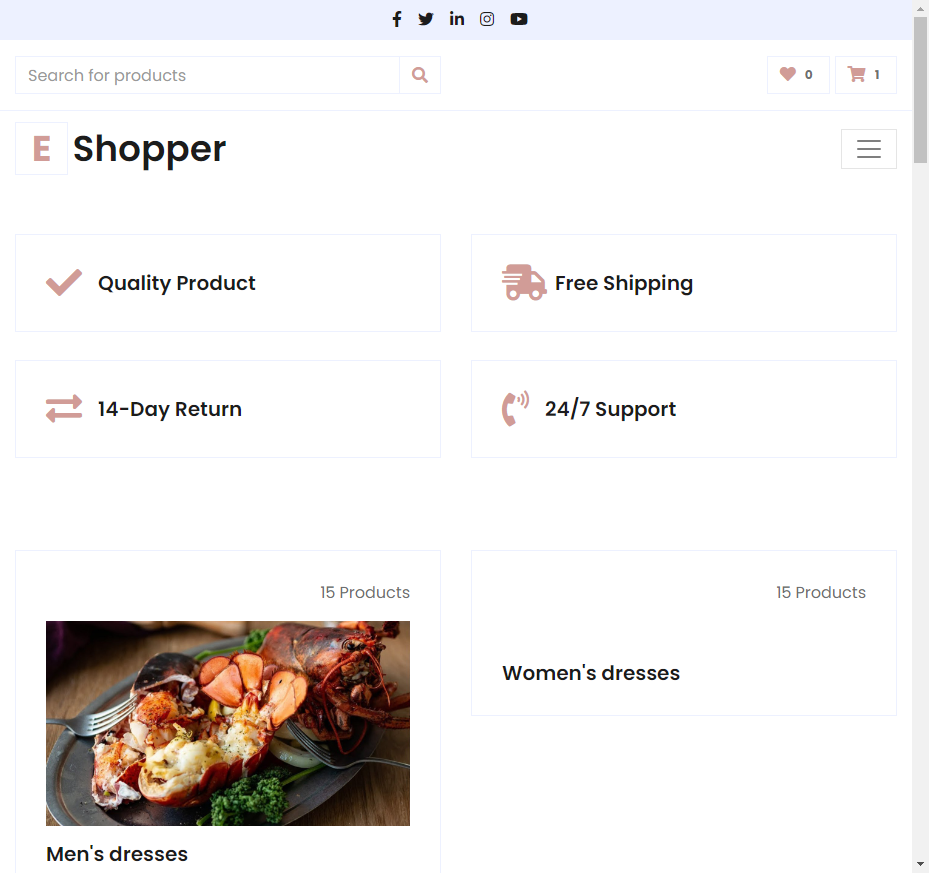 Search for products
0
1
E Shopper
Quality Product
Free Shipping
14-Day Return
24/7 Support
15 Products
Men's dresses
15 Products
Women's dresses